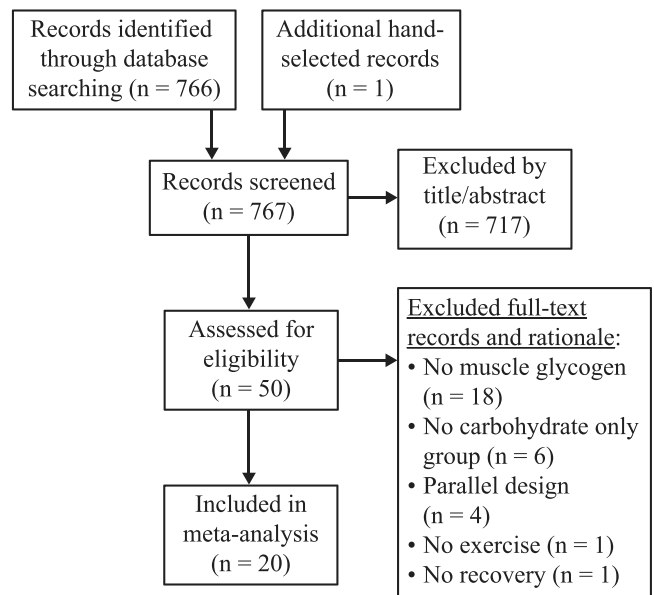 Records identified
through database
searching (n = 766)
Additional hand-
selected records
(n = 1)
Records screened
(n = 767)
Excluded by
title/abstract
(n = 717)
Assessed for
eligibility
(n = 50)
Excluded full-text
records and rationale:
• No muscle glycogen
(n = 18)
• No carbohydrate only
group (n = 6)
• Parallel design
(n = 4)
• No exercise (n = 1)
• No recovery (n = 1)
Included in
meta-analysis
(n = 20)